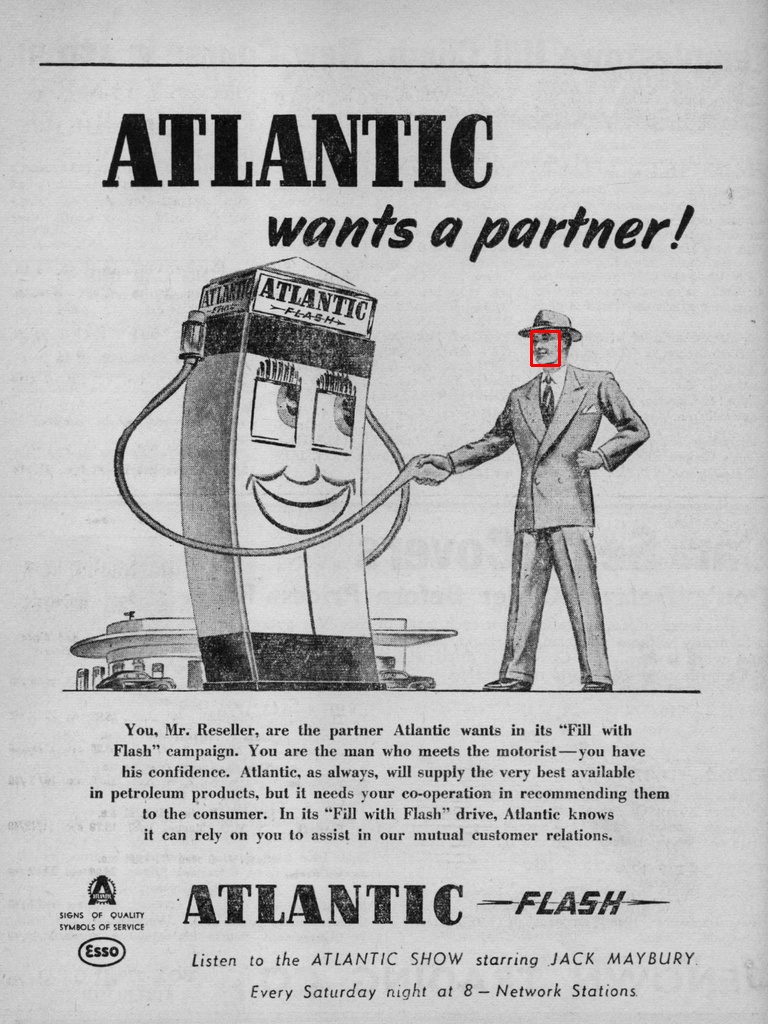 ATLANTIC
wants a partner!
ATLANTIC
ATLANTIC
FLASH
You, Mr. Reseller, are the partner Atlantic wants in its “Fill with
Flash” campaign. You are the man who meets the motorist—you have
his confidence. Atlantic, as always, will supply the very best available
in petroleum products, but it needs your co-operation in recommending them
to the consumer. In its “Fill with Flash” drive, Atlantic knows
it can rely on you to assist in our mutual customer relations.
ATLANTIC
SIGNS OF QUALITY
SYMBOLS OF SERVICE
Esso
ATLANTIC — FLASH —
Listen to the ATLANTIC SHOW starring JACK MAYBURY.
Every Saturday night at 8 — Network Stations.